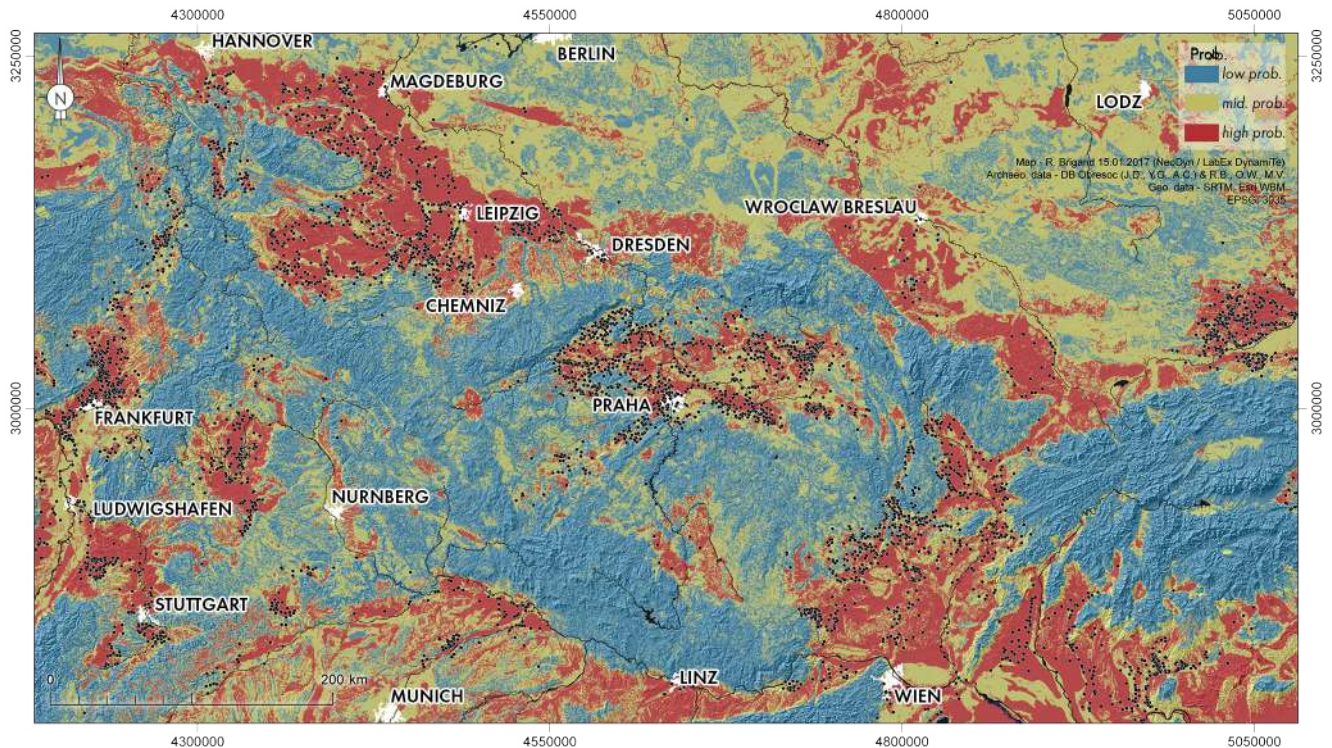 4300000 4550000 4800000 5050000
HANNOVER
BERLIN
3250000
3250000
Prob.
low prob.
mid. prob.
high prob.
MAGDEBURG
LODZ
N
Map - R. Brigand 15.01.2017 (NeoDyn / LabEx DynamiTe)
Archaeo. data - DB Obresoc (J.D., Y.G., A.C.) & R.B., O.W., M.V.
Geo. data - SRTM, Esri WBM
EPSG: 3035
LEIPZIG
WROCLAW BRESLAU
DRESDEN
CHEMNIZ
3000000
3000000
PRAHA
FRANKFURT
NURNBERG
LUDWIGSHAFEN
STUTTGART
0 200 km
LINZ
MUNICH
WIEN
4300000 4550000 4800000 5050000